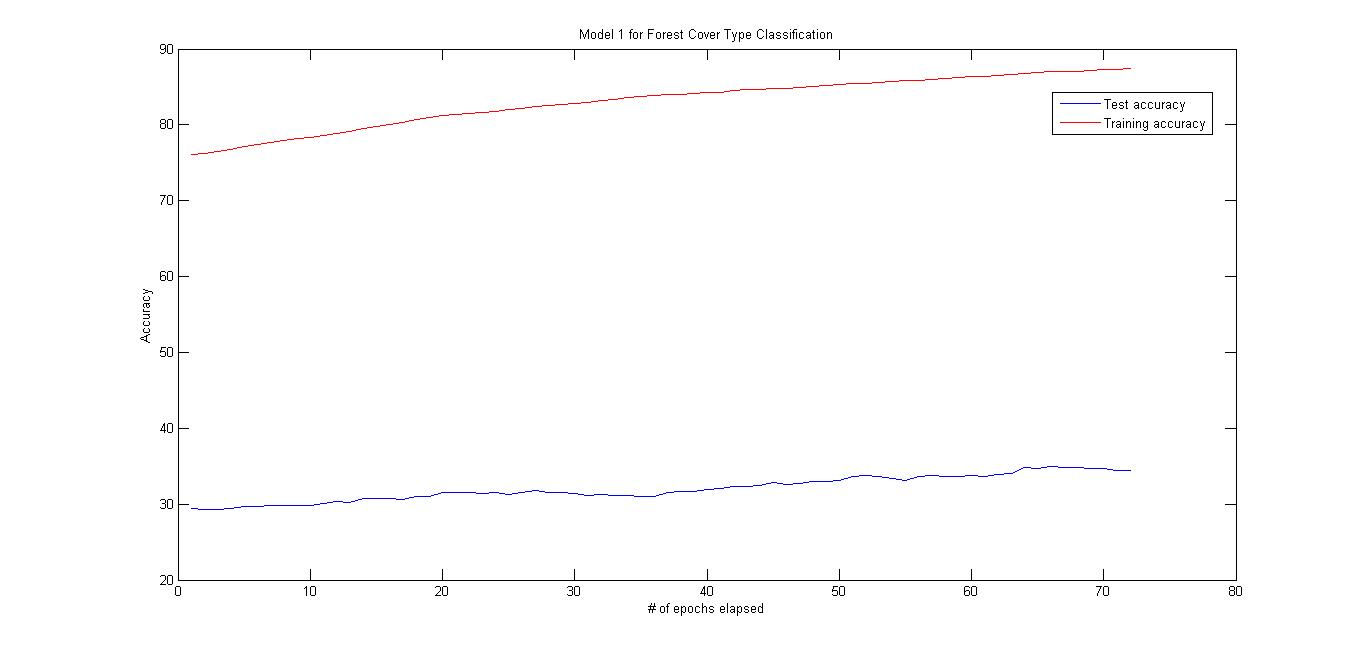 Model 1 for Forest Cover Type Classification
90
80
70
60
50
40
30
20
Accuracy
Test accuracy
Training accuracy
0 10 20 30 40 50 60 70 80
# of epochs elapsed